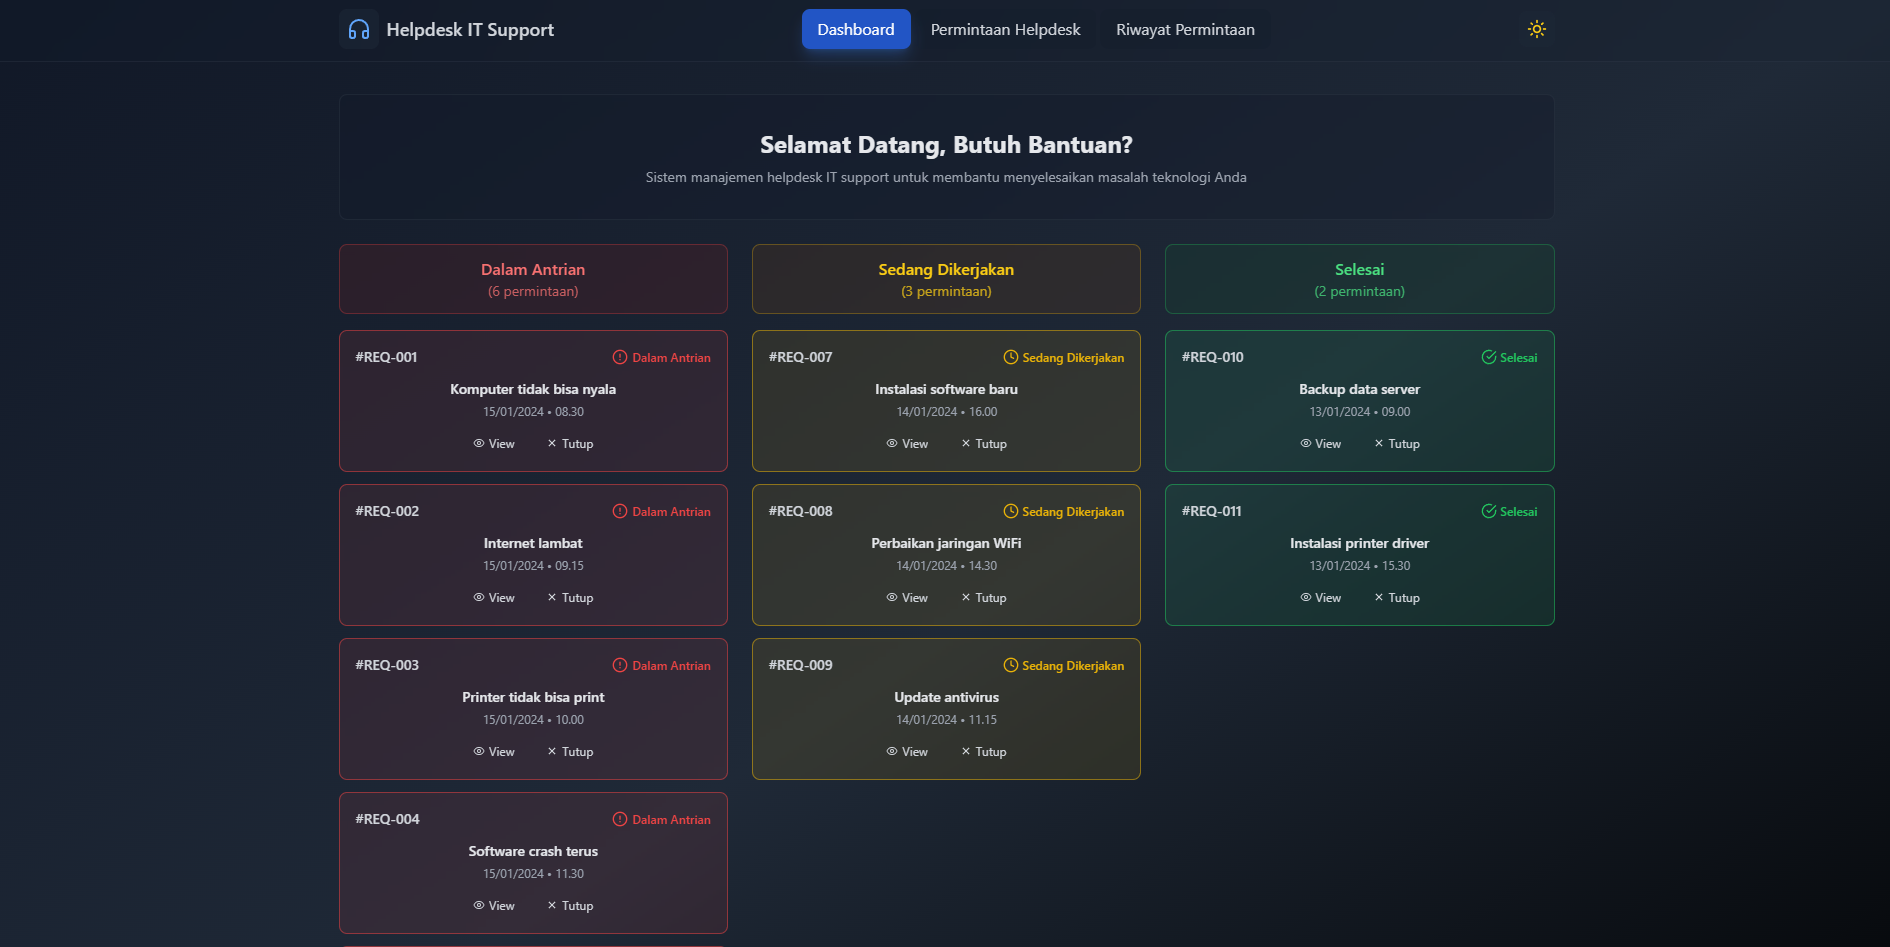 Helpdesk IT Support
Dashboard
Permintaan Helpdesk
Riwayat Permintaan
Selamat Datang, Butuh Bantuan?
Sistem manajemen helpdesk IT support untuk membantu menyelesaikan masalah teknologi Anda
Dalam Antrian
(6 permintaan)
#REQ-001 Dalam Antrian
Komputer tidak bisa nyala
15/01/2024 • 08.30
View Tutup
#REQ-002 Dalam Antrian
Internet lambat
15/01/2024 • 09.15
View Tutup
#REQ-003 Dalam Antrian
Printer tidak bisa print
15/01/2024 • 10.00
View Tutup
#REQ-004 Dalam Antrian
Software crash terus
15/01/2024 • 11.30
View Tutup
Sedang Dikerjakan
(3 permintaan)
#REQ-007 Sedang Dikerjakan
Instalasi software baru
14/01/2024 • 16.00
View Tutup
#REQ-008 Sedang Dikerjakan
Perbaikan jaringan WiFi
14/01/2024 • 14.30
View Tutup
#REQ-009 Sedang Dikerjakan
Update antivirus
14/01/2024 • 11.15
View Tutup
Selesai
(2 permintaan)
#REQ-010 Selesai
Backup data server
13/01/2024 • 09.00
View Tutup
#REQ-011 Selesai
Instalasi printer driver
13/01/2024 • 15.30
View Tutup